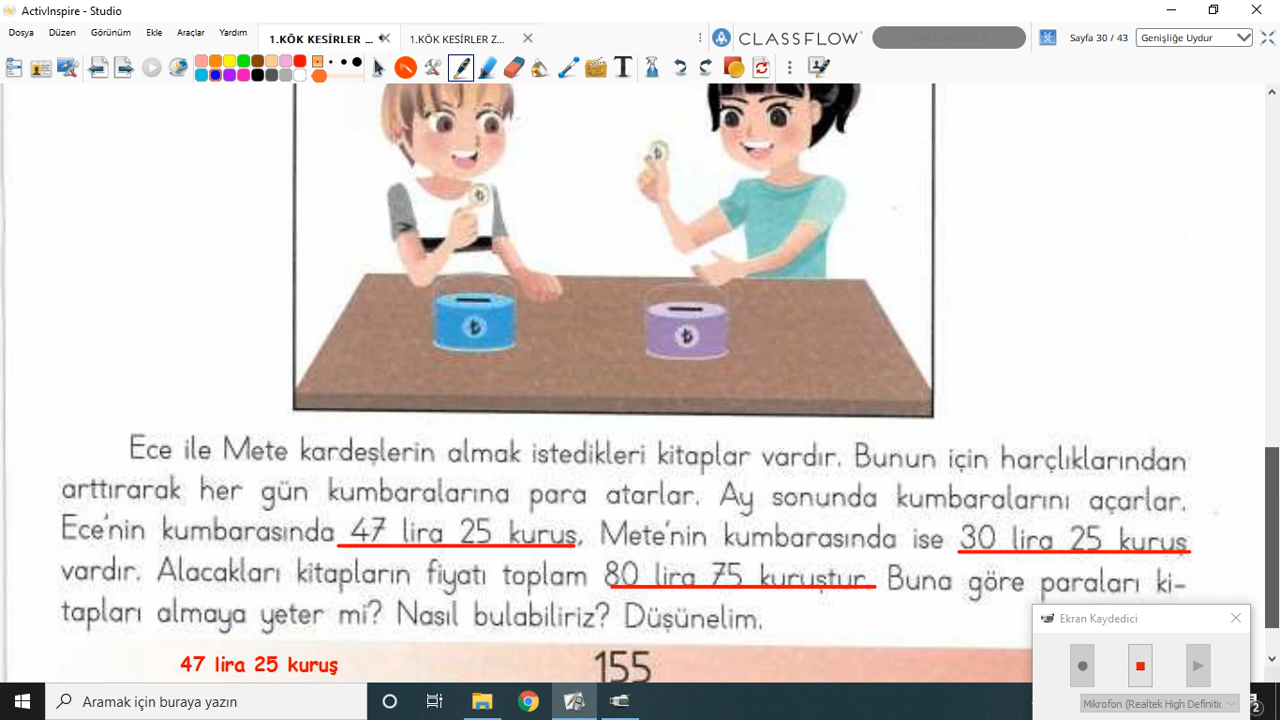 ActivInspire - Studio
Dosya Düzen Görünüm Ekle Araçlar Yardım
1.KÖK KESİRLER ...
1.KÖK KESİRLER Z...
CLASSFLOW
Sayfa 30 / 43
Genişliğe Uydur
Ece ile Mete kardeşlerin almak istedikleri kitaplar vardır. Bunun için harçlıklarından
arttırarak her gün kumbaralarına para atarlar. Ay sonunda kumbaralarını açarlar.
Ece'nin kumbarasında 47 lira 25 kuruş, Mete'nin kumbarasında ise 30 lira 25 kuruş
vardır. Alacakları kitapların fiyatı toplam 80 lira 75 kuruştur. Buna göre paraları ki-
tapları almaya yeter mi? Nasıl bulabiliriz? Düşünelim.
47 lira 25 kuruş
155
Ekran Kaydedici
Mikrofon (Realtek High Definitic
Aramak için buraya yazın
2